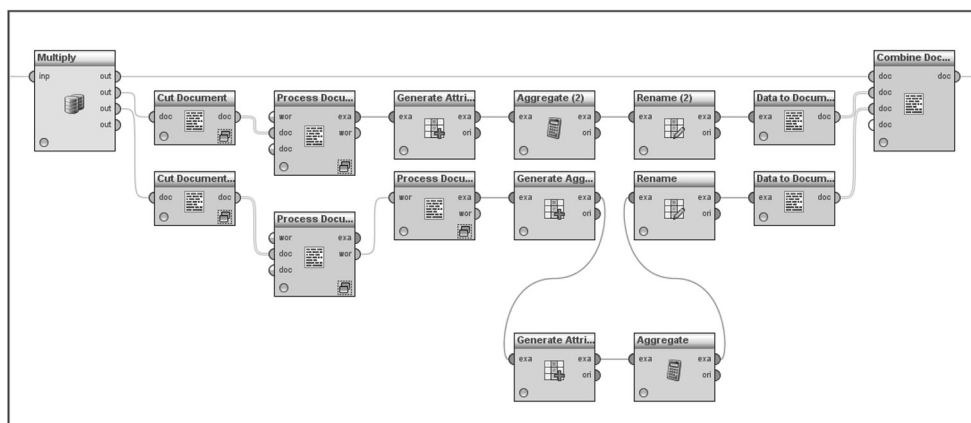 Multiply
inp out
out
out
out
Cut Document
doc doc
Process Docu...
wor exa
doc wor
doc
Generate Attri...
exa exa
ori
Aggregate (2)
exa exa
ori
Rename (2)
exa exa
ori
Data to Docum...
exa doc
Combine Doc...
doc doc
doc
doc
doc
Cut Document...
doc doc
Process Docu...
wor exa
doc wor
doc
Process Docu...
wor exa
wor
Generate Agg...
exa exa
ori
Rename
exa exa
ori
Data to Docum...
exa doc
Generate Attri...
exa exa
ori
Aggregate
exa exa
ori